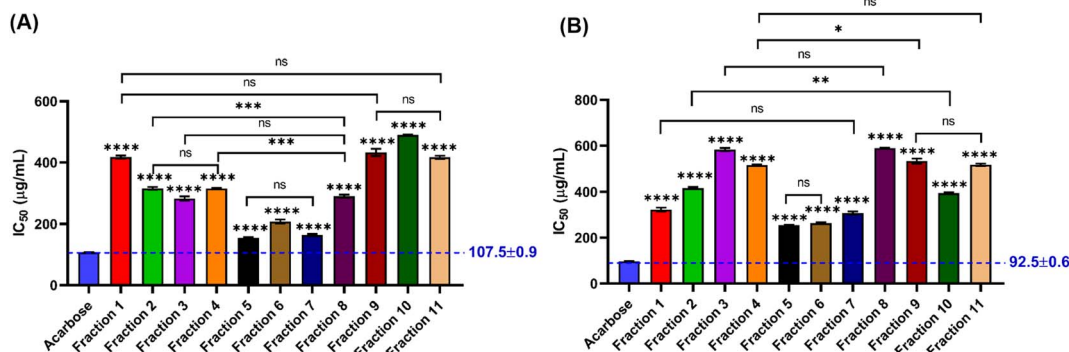 (A)
ns
ns
***
ns
ns
***
ns
ns
****
****
****
****
****
****
****
****
****
****
****
600
400
200
0
IC50 (μg/mL)
107.5±0.9
Acarbose
Fraction 1
Fraction 2
Fraction 3
Fraction 4
Fraction 5
Fraction 6
Fraction 7
Fraction 8
Fraction 9
Fraction 10
Fraction 11
(B)
ns
*
ns
**
ns
ns
ns
****
****
****
****
****
****
****
****
****
****
****
800
600
400
200
0
IC50 (μg/mL)
92.5±0.6
Acarbose
Fraction 1
Fraction 2
Fraction 3
Fraction 4
Fraction 5
Fraction 6
Fraction 7
Fraction 8
Fraction 9
Fraction 10
Fraction 11